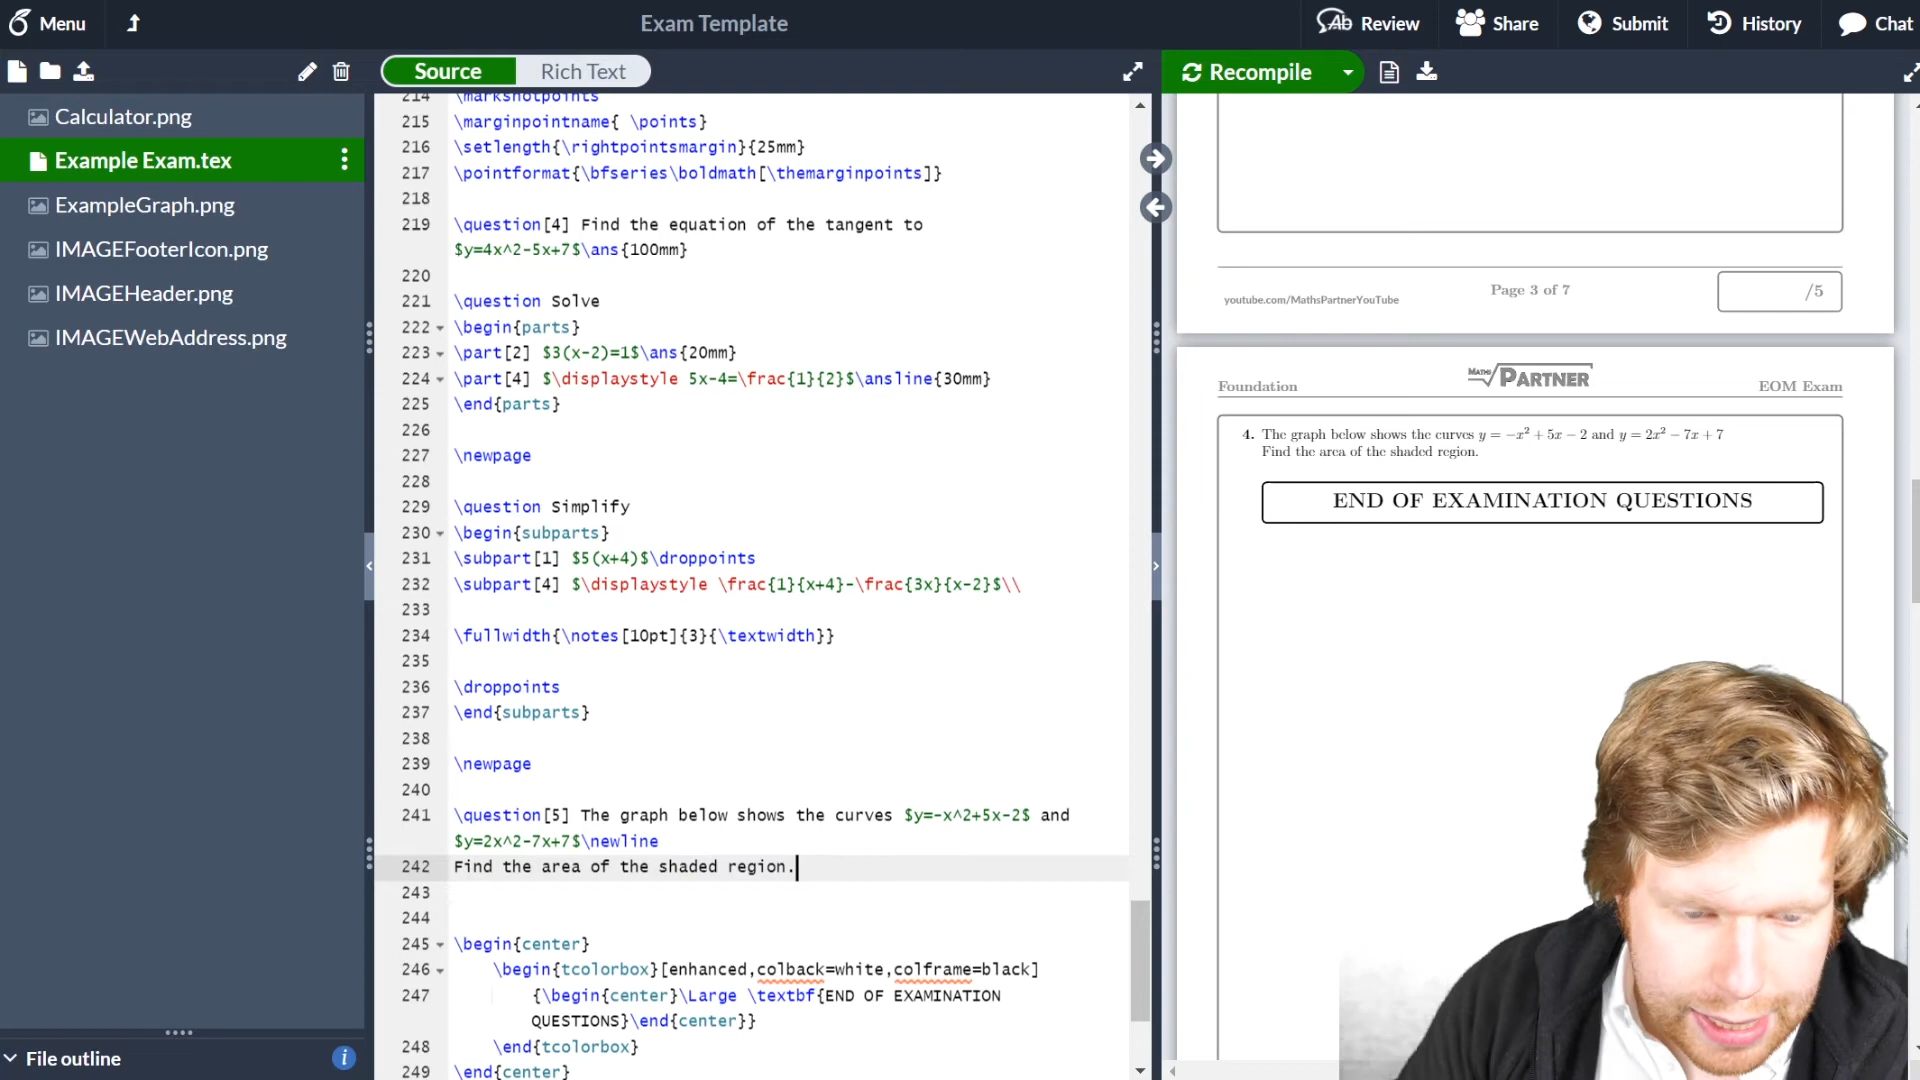 Menu
Exam Template
Review
Share
Submit
History
Chat
Source
Rich Text
Recompile
Calculator.png
Example Exam.tex
ExampleGraph.png
IMAGEFooterIcon.png
IMAGEHeader.png
IMAGEWebAddress.png
File outline
214 \marksnotpoints
215 \marginpointname{ \points}
216 \setlength{\rightpointsmargin}{25mm}
217 \pointformat{\bfseries\boldmath[\themarginpoints]}
218
219 \question[4] Find the equation of the tangent to
$y=4x^2-5x+7$\ans{100mm}
220
221 \question Solve
222 \begin{parts}
223 \part[2] $3(x-2)=1$\ans{20mm}
224 \part[4] $\displaystyle 5x-4=\frac{1}{2}$\ansline{30mm}
225 \end{parts}
226
227 \newpage
228
229 \question Simplify
230 \begin{subparts}
231 \subpart[1] $5(x+4)$\droppoints
232 \subpart[4] $\displaystyle \frac{1}{x+4}-\frac{3x}{x-2}$\\
233
234 \fullwidth{\notes[10pt]{3}{\textwidth}}
235
236 \droppoints
237 \end{subparts}
238
239 \newpage
240
241 \question[5] The graph below shows the curves $y=-x^2+5x-2$ and
$y=2x^2-7x+7$\newline
242 Find the area of the shaded region.
243
244
245 \begin{center}
246 \begin{tcolorbox}[enhanced,colback=white,colframe=black]
247 {\begin{center}\Large \textbf{END OF EXAMINATION
QUESTIONS}\end{center}}
248 \end{tcolorbox}
249 \end{center}
youtube.com/MathsPartnerYouTube
Page 3 of 7
/5
Foundation
MATHS PARTNER
EOM Exam
4. The graph below shows the curves y = −x² + 5x − 2 and y = 2x² − 7x + 7
Find the area of the shaded region.
END OF EXAMINATION QUESTIONS